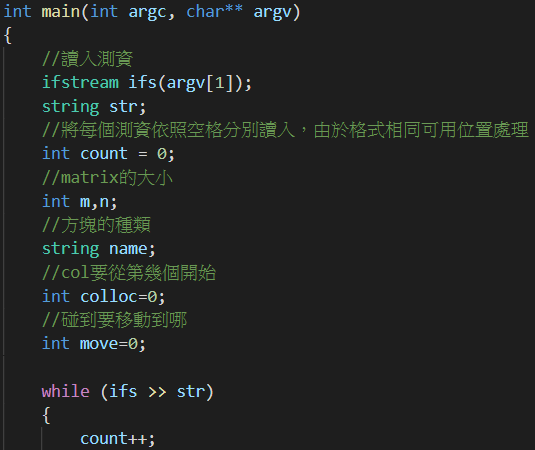 int main(int argc, char** argv)
{
//讀入測資
ifstream ifs(argv[1]);
string str;
//將每個測資依照空格分別讀入，由於格式相同可用位置處理
int count = 0;
//matrix的大小
int m,n;
//方塊的種類
string name;
//col要從第幾個開始
int colloc=0;
//碰到要移動到哪
int move=0;
while (ifs >> str)
{
count++;